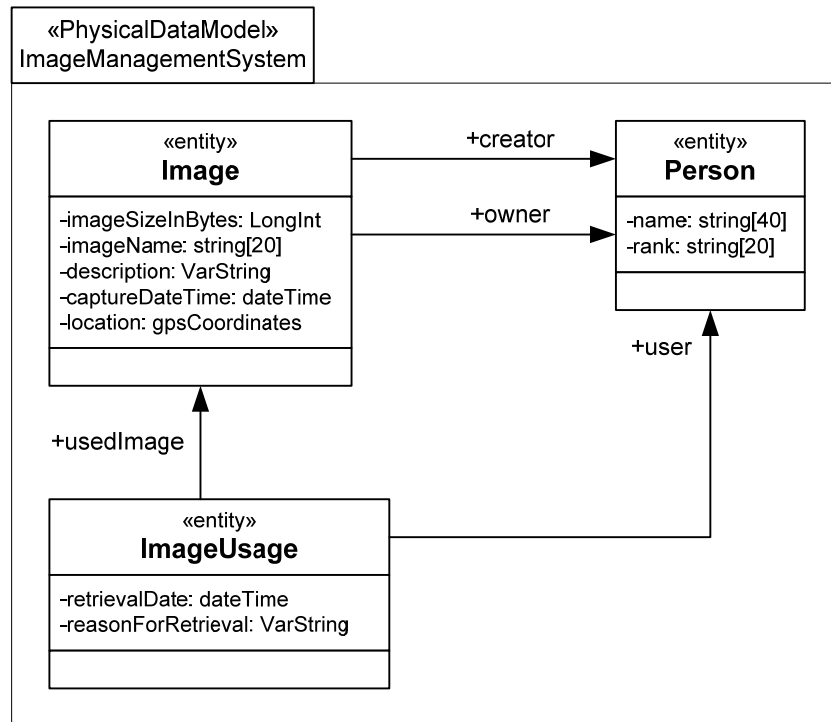 «PhysicalDataModel»
ImageManagementSystem
«entity»
Image
-imageSizeInBytes: LongInt
-imageName: string[20]
-description: VarString
-captureDateTime: dateTime
-location: gpsCoordinates
+creator
+owner
«entity»
Person
-name: string[40]
-rank: string[20]
+usedImage
+user
«entity»
ImageUsage
-retrievalDate: dateTime
-reasonForRetrieval: VarString